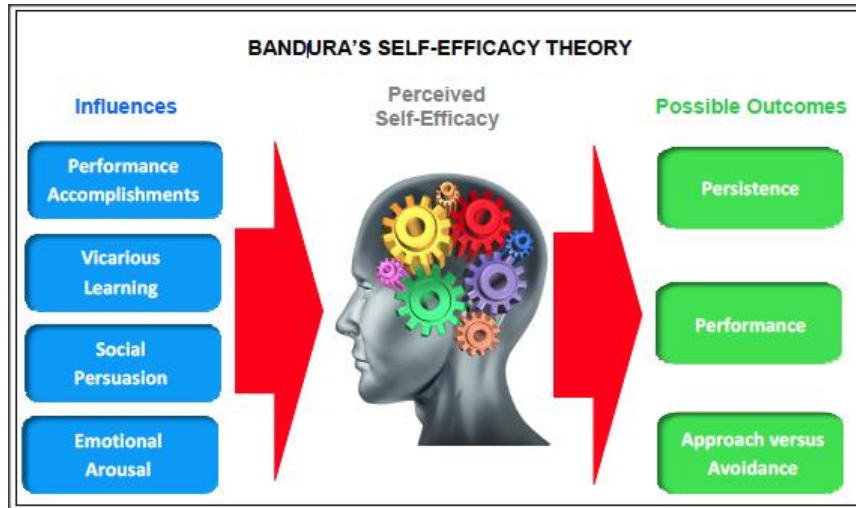 BANDURA'S SELF-EFFICACY THEORY
Influences
Perceived
Self-Efficacy
Possible Outcomes
Performance
Accomplishments
Vicarious
Learning
Social
Persuasion
Emotional
Arousal
Persistence
Performance
Approach versus
Avoidance